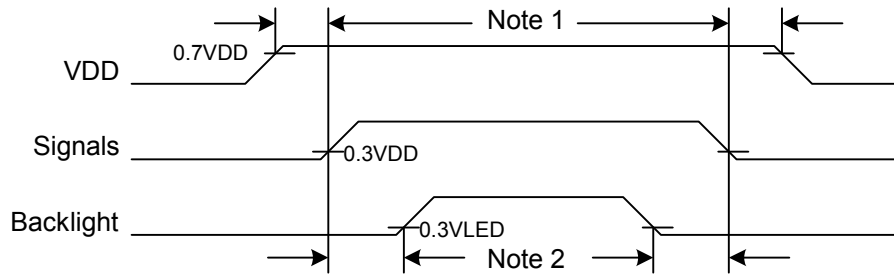 Note 1
0.7VDD
VDD
Signals
0.3VDD
Backlight
0.3VLED
Note 2